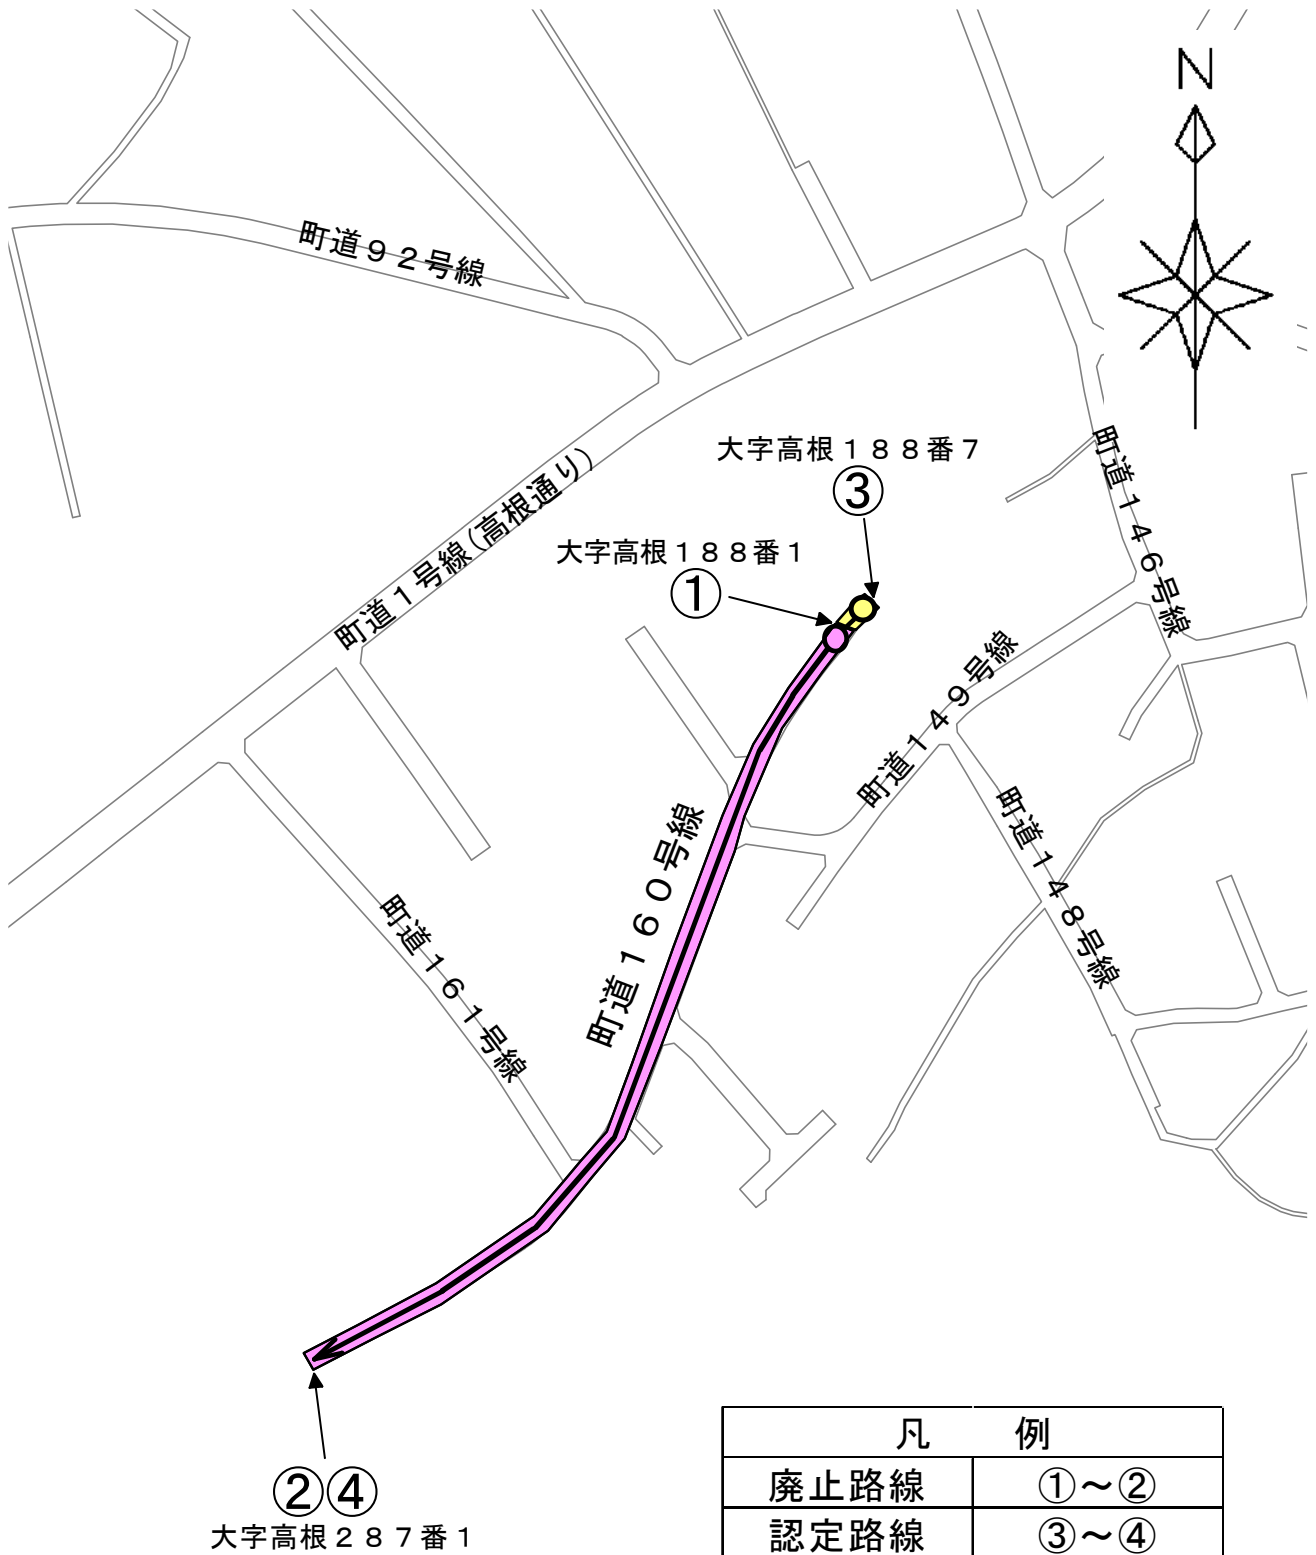 N
町道９２号線
町道１号線（高根通り）
大字高根１８８番７
③
大字高根１８８番１
①
町道１４６号線
町道１４９号線
町道１４８号線
町道１６０号線
町道１６１号線
②④
大字高根２８７番１
凡　例
廃止路線　①～②
認定路線　③～④